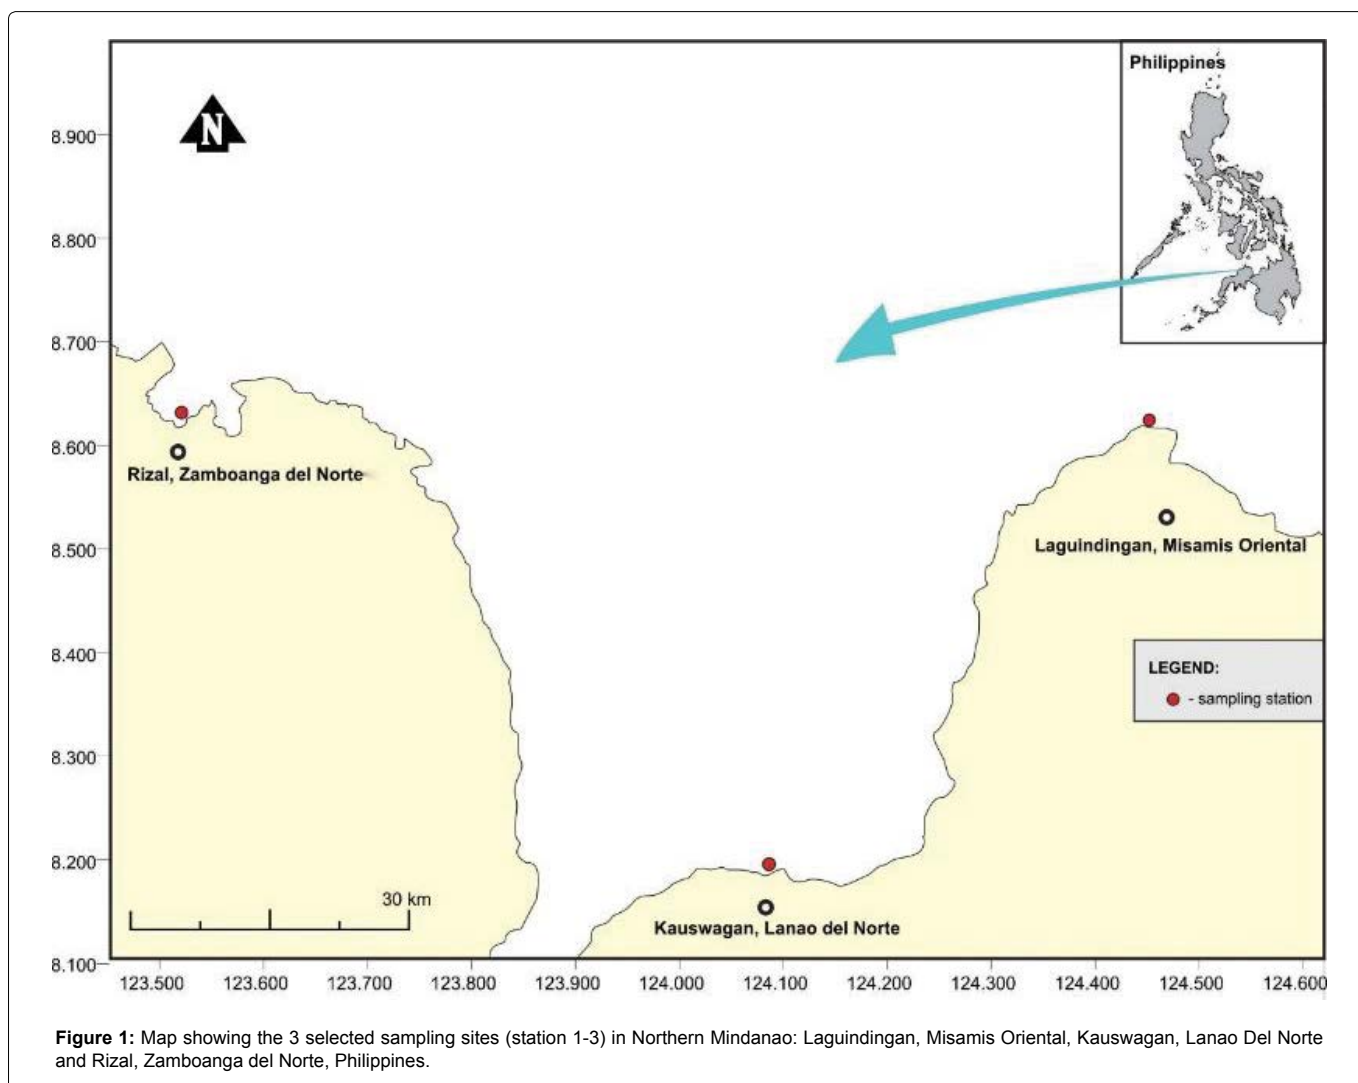 Philippines
N
8.900
8.800
8.700
8.600
8.500
8.400
8.300
8.200
8.100
Rizal, Zamboanga del Norte
Laguindingan, Misamis Oriental
LEGEND:
- sampling station
30 km
Kauswagan, Lanao del Norte
123.500 123.600 123.700 123.800 123.900 124.000 124.100 124.200 124.300 124.400 124.500 124.600
Figure 1: Map showing the 3 selected sampling sites (station 1-3) in Northern Mindanao: Laguindingan, Misamis Oriental, Kauswagan, Lanao Del Norte
and Rizal, Zamboanga del Norte, Philippines.